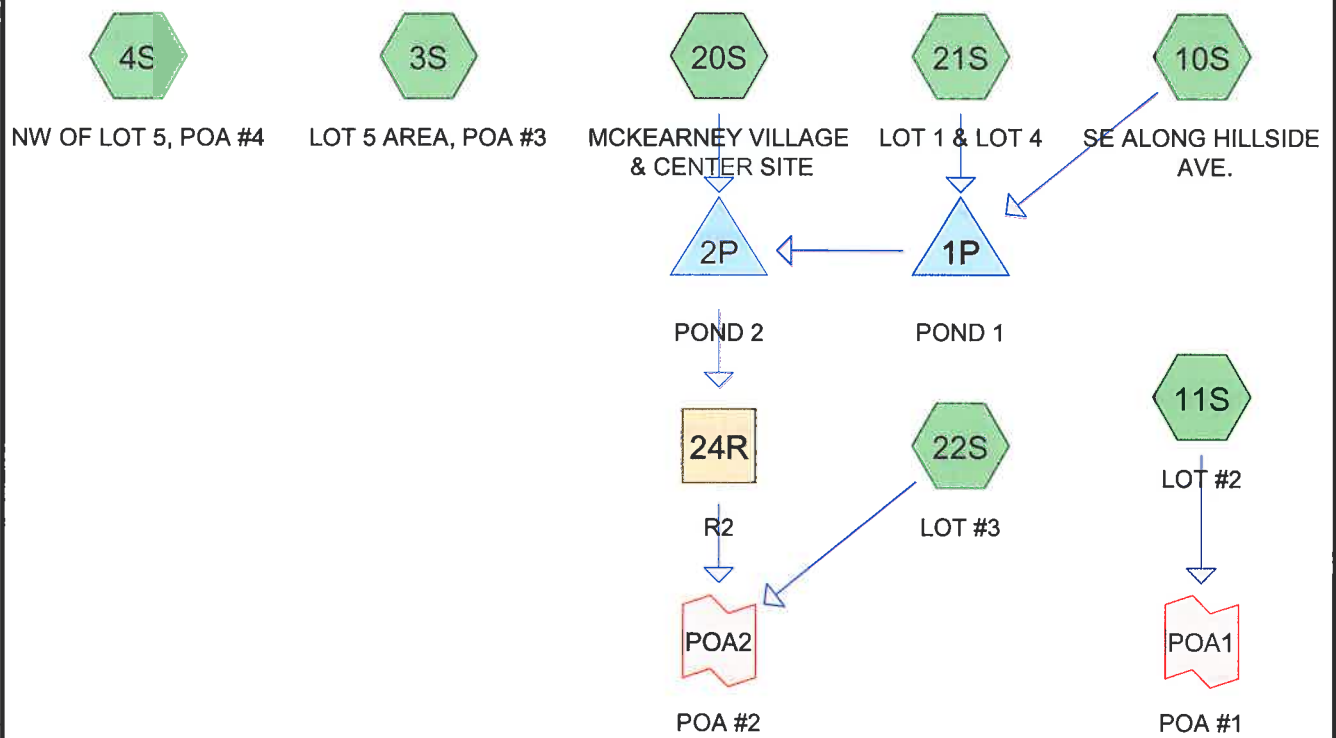 4S
3S
20S
21S
10S
NW OF LOT 5, POA #4
LOT 5 AREA, POA #3
MCKEARNEY VILLAGE
& CENTER SITE
LOT 1 & LOT 4
SE ALONG HILLSIDE
AVE.
2P
1P
POND 2
POND 1
11S
LOT #2
24R
22S
R2
LOT #3
POA2
POA1
POA #2
POA #1